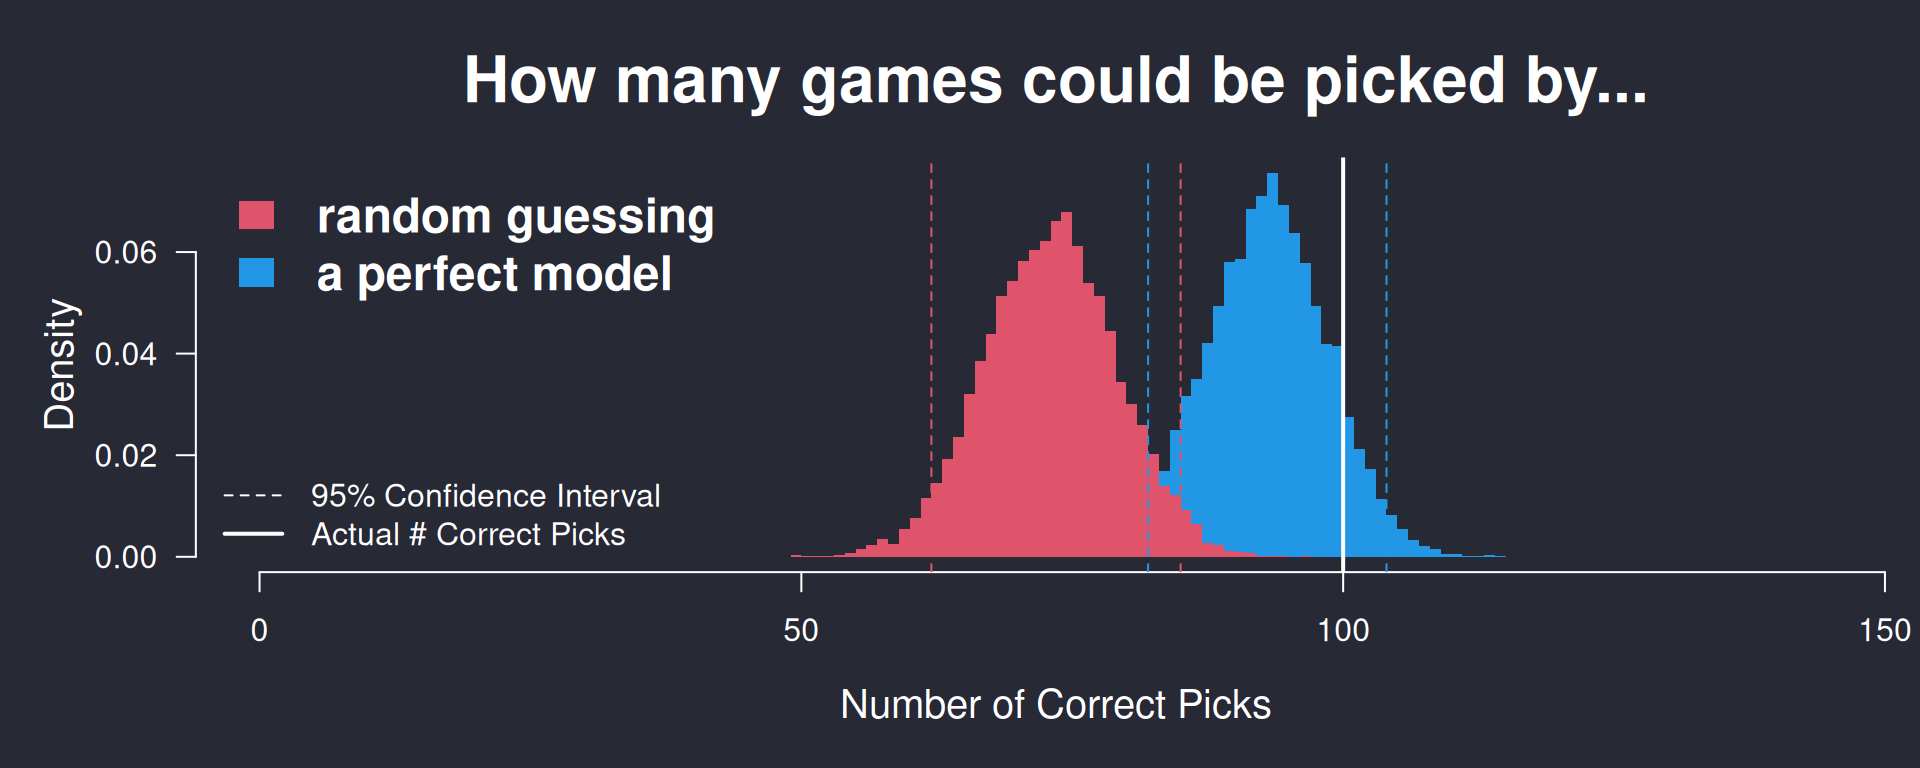 How many games could be picked by...
random guessing
a perfect model
95% Confidence Interval
Actual # Correct Picks
Density
0.06
0.04
0.02
0.00
0
50
100
150
Number of Correct Picks